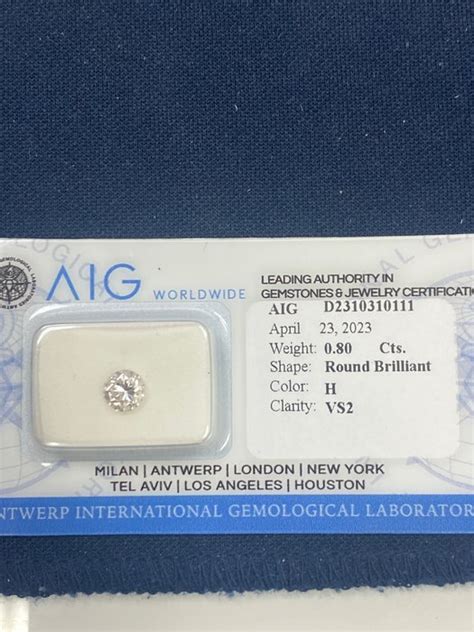 AIG WORLDWIDE
LEADING AUTHORITY IN
GEMSTONES & JEWELRY CERTIFICATION
AIG D2310310111
April 23, 2023
Weight: 0.80 Cts.
Shape: Round Brilliant
Color: H
Clarity: VS2
MILAN | ANTWERP | LONDON | NEW YORK
TEL AVIV | LOS ANGELES | HOUSTON
NTWERP INTERNATIONAL GEMOLOGICAL LABORATOR